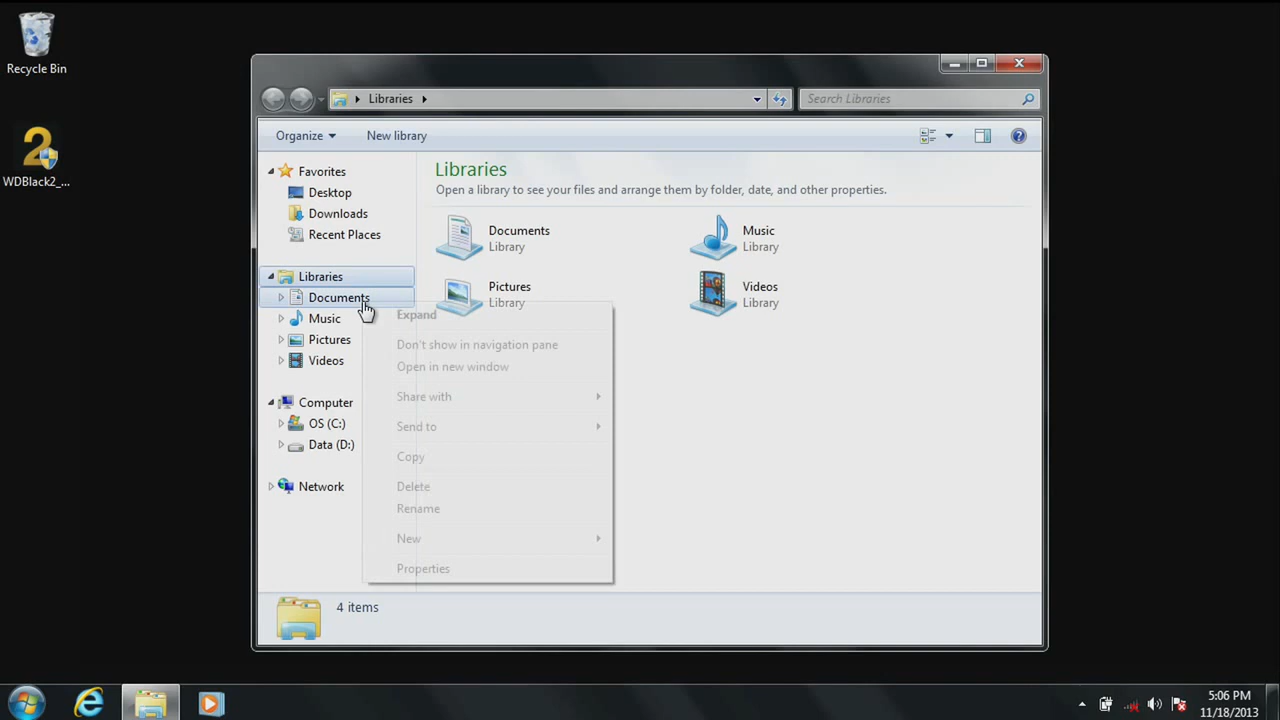 Recycle Bin
2
WDBlack2_...
Libraries
Search Libraries
Organize
New library
Favorites
Desktop
Downloads
Recent Places
Libraries
Documents
Music
Pictures
Videos
Computer
OS (C:)
Data (D:)
Network
Libraries
Open a library to see your files and arrange them by folder, date, and other properties.
Documents
Library
Music
Library
Pictures
Library
Videos
Library
Expand
Don't show in navigation pane
Open in new window
Share with
Send to
Copy
Delete
Rename
New
Properties
4 items
5:06 PM
11/18/2013